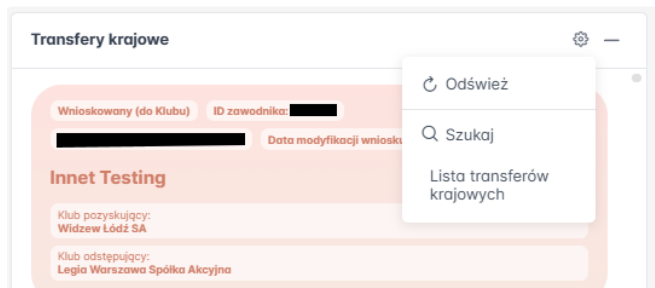 Transfery krajowe
Odśwież
Wnioskowany (do Klubu) ID zawodnika:
Data modyfikacji wniosku
Szukaj
Innet Testing
Lista transferów
krajowych
Klub pozyskujący:
Widzew Łódź SA
Klub odstępujący:
Legia Warszawa Spółka Akcyjna